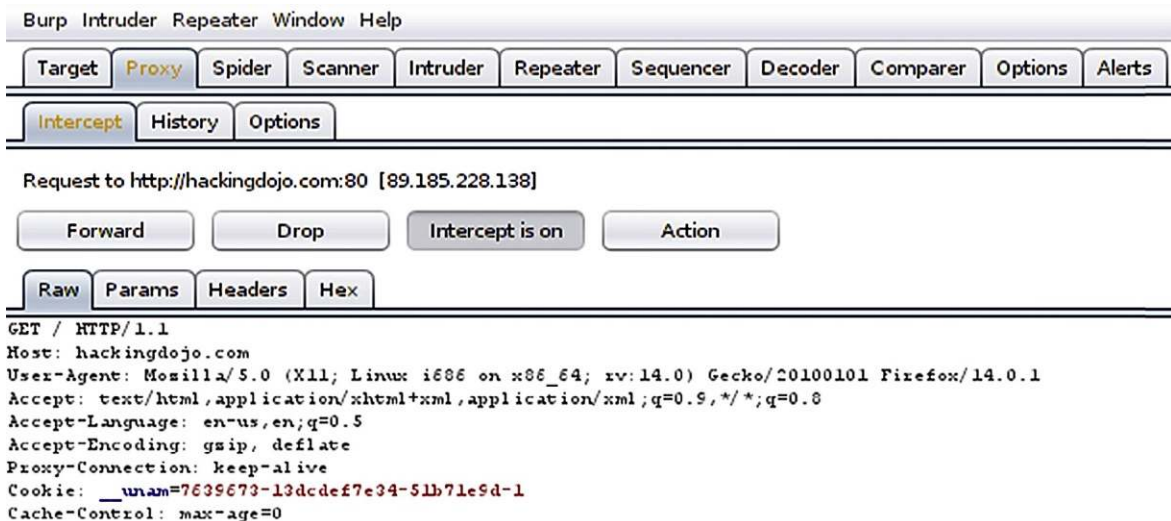 Burp Intruder Repeater Window Help
Target Proxy Spider Scanner Intruder Repeater Sequencer Decoder Comparer Options Alerts
Intercept History Options
Request to http://hackingdojo.com:80 [89.185.228.138]
Forward Drop Intercept is on Action
Raw Params Headers Hex
GET / HTTP/1.1
Host: hackingdojo.com
User-Agent: Mozilla/5.0 (X11; Linux i686 on x86_64; rv:14.0) Gecko/20100101 Firefox/14.0.1
Accept: text/html,application/xhtml+xml,application/xml;q=0.9,*/*;q=0.8
Accept-Language: en-us,en;q=0.5
Accept-Encoding: gzip, deflate
Proxy-Connection: keep-alive
Cookie: __unam=7639673-13dcdef7e34-51b71e9d-1
Cache-Control: max-age=0